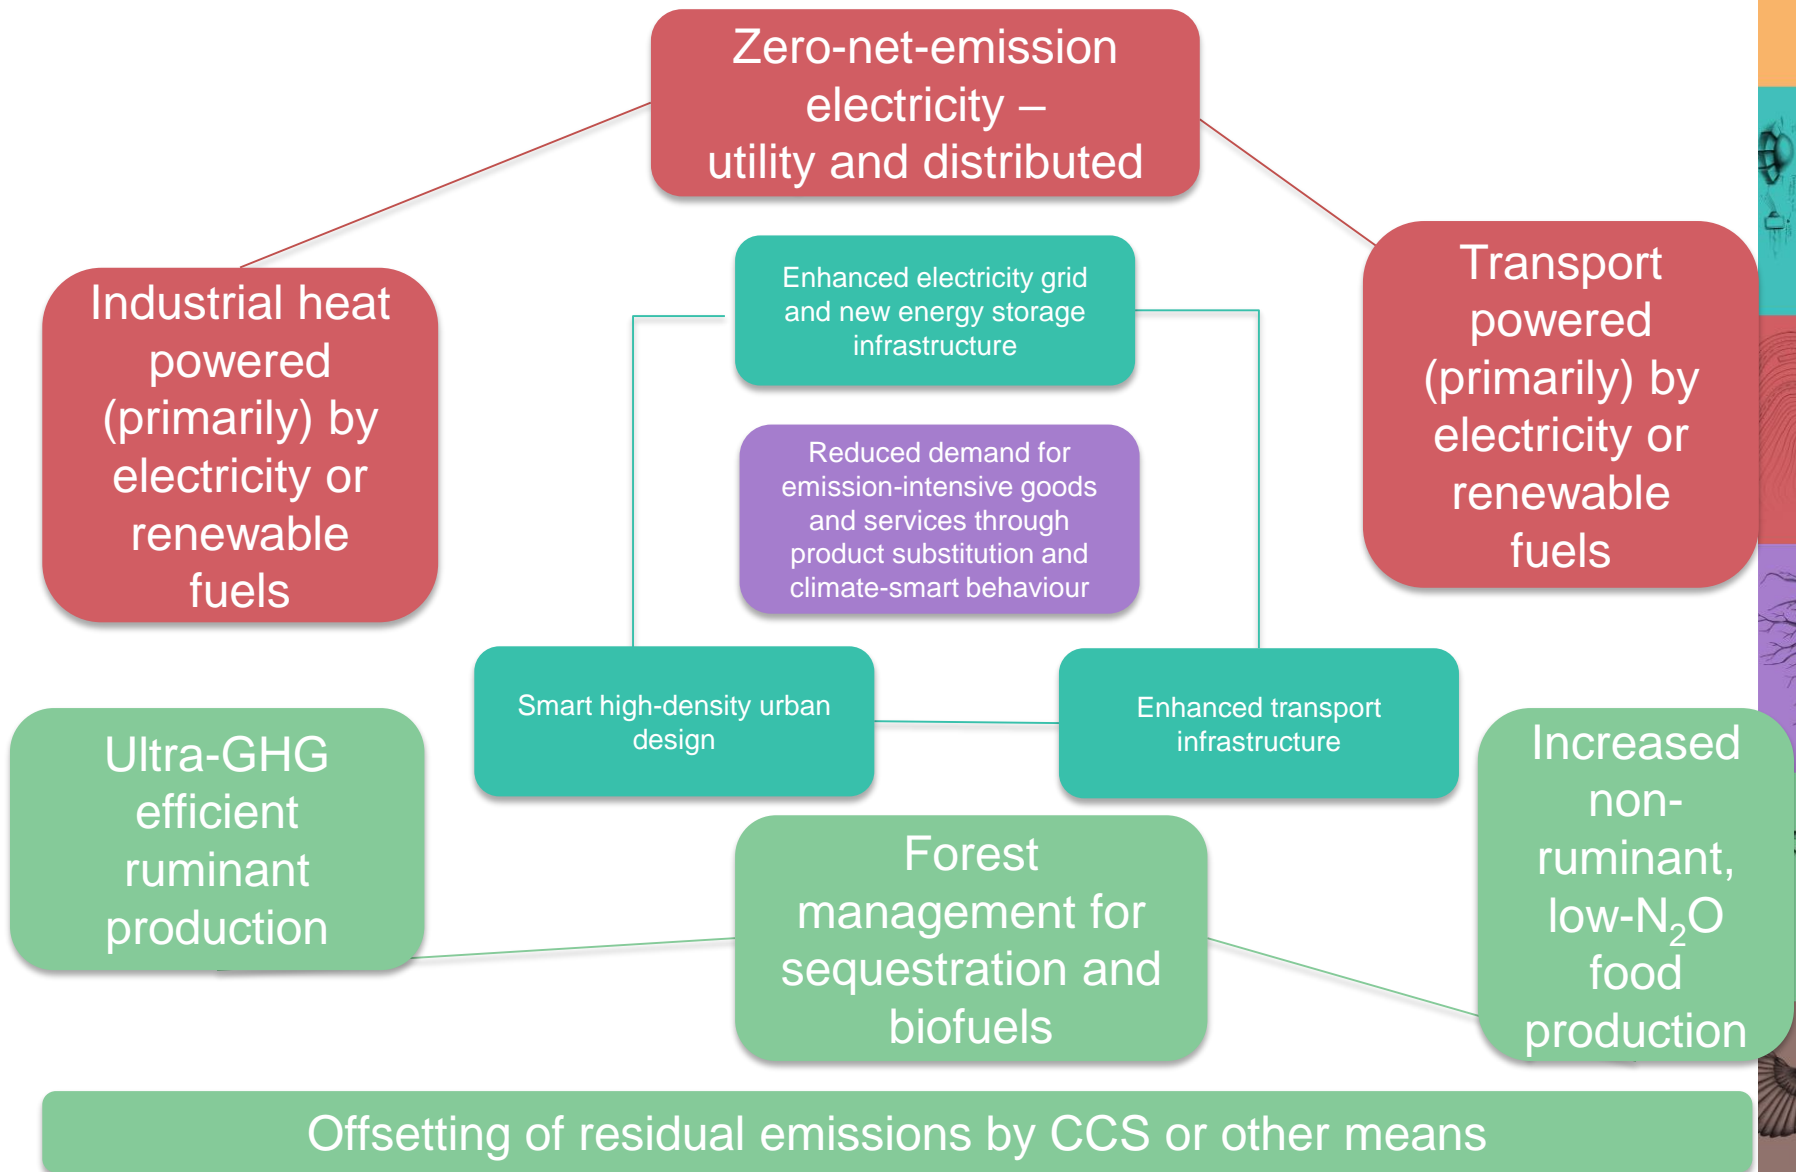 Zero-net-emission
electricity –
utility and distributed
Industrial heat
powered
(primarily) by
electricity or
renewable
fuels
Enhanced electricity grid
and new energy storage
infrastructure
Transport
powered
(primarily) by
electricity or
renewable
fuels
Reduced demand for
emission-intensive goods
and services through
product substitution and
climate-smart behaviour
Smart high-density urban
design
Enhanced transport
infrastructure
Ultra-GHG
efficient
ruminant
production
Forest
management for
sequestration and
biofuels
Increased
non-
ruminant,
low-N₂O
food
production
Offsetting of residual emissions by CCS or other means